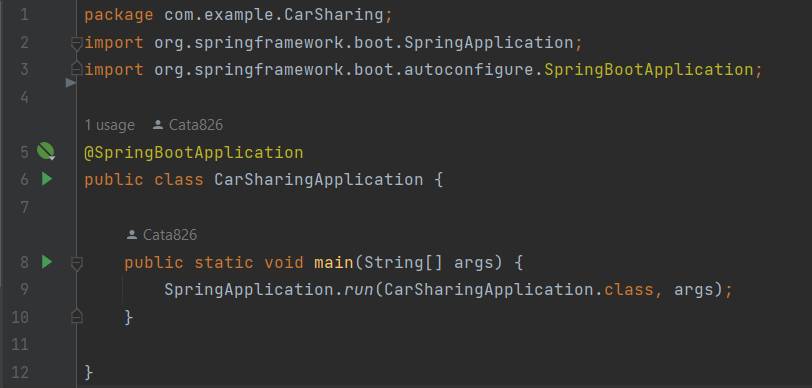 1 package com.example.CarSharing;
2 import org.springframework.boot.SpringApplication;
3 import org.springframework.boot.autoconfigure.SpringBootApplication;
4
1 usage Cata826
5 @SpringBootApplication
6 public class CarSharingApplication {
7
Cata826
8 public static void main(String[] args) {
9 SpringApplication.run(CarSharingApplication.class, args);
10 }
11
12 }